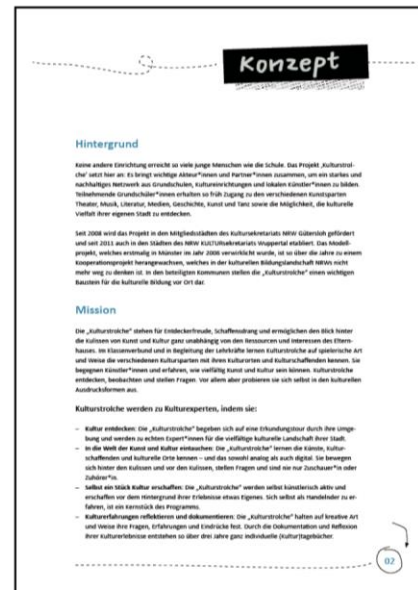 Konzept
Hintergrund
Keine andere Einrichtung erreicht so viele junge Menschen wie die Schule. Das Projekt „Kulturstrol-
che“ setzt hier an: Es bringt wichtige Akteur*innen und Partner*innen zusammen, um ein starkes und
nachhaltiges Netzwerk aus Grundschulen, Kultureinrichtungen und lokalen Künstler*innen zu bilden.
Teilnehmende Grundschüler*innen erhalten so früh Zugang zu den verschiedenen Kunstsparten
Theater, Musik, Literatur, Medien, Geschichte, Kunst und Tanz sowie die Möglichkeit, die kulturelle
Vielfalt ihrer eigenen Stadt zu entdecken.
Seit 2008 wird das Projekt in den Mitgliedstädten des Kultursekretariats NRW Gütersloh gefördert
und seit 2011 auch in den Städten des NRW KULTURsekretariats Wuppertal etabliert. Das Modell-
projekt, welches erstmalig in Münster im Jahr 2006 verwirklicht wurde, ist so über die Jahre zu einem
Kooperationsprojekt herangewachsen, welches in der kulturellen Bildungslandschaft NRWs nicht
mehr weg zu denken ist. In den beteiligten Kommunen stellen die „Kulturstrolche“ einen wichtigen
Baustein für die kulturelle Bildung vor Ort dar.
Mission
Die „Kulturstrolche“ stehen für Entdeckerfreude, Schaffensdrang und ermöglichen den Blick hinter
die Kulissen von Kunst und Kultur ganz unabhängig von den Ressourcen und Interessen des Eltern-
hauses. Im Klassenverbund und in Begleitung der Lehrkräfte lernen Kulturstrolche auf spielerische Art
und Weise die verschiedenen Kultursparten mit ihren Kulturorten und Kulturschaffenden kennen. Sie
begegnen Künstler*innen und erfahren, wie vielfältig Kunst und Kultur sein können. Kulturstrolche
entdecken, beobachten und stellen Fragen. Vor allem aber probieren sie sich selbst in den kulturellen
Ausdrucksformen aus.
Kulturstrolche werden zu Kulturexperten, indem sie:
– Kultur entdecken: Die „Kulturstrolche“ begeben sich auf eine Erkundungstour durch ihre Umge-
bung und werden zu echten Expert*innen für die vielfältige kulturelle Landschaft ihrer Stadt.
– In die Welt der Kunst und Kultur eintauchen: Die „Kulturstrolche“ lernen die Künste, Kultur-
schaffenden und kulturelle Orte kennen – und das sowohl analog als auch digital. Sie bewegen
sich hinter den Kulissen und vor den Kulissen, stellen Fragen und sind nie nur Zuschauer*in oder
Zuhörer*in.
– Selbst ein Stück Kultur erschaffen: Die „Kulturstrolche“ werden selbst künstlerisch aktiv und
erschaffen vor dem Hintergrund ihrer Erlebnisse etwas Eigenes. Sich selbst als Handelnder zu er-
fahren, ist ein Kernstück des Programms.
– Kulturerfahrungen reflektieren und dokumentieren: Die „Kulturstrolche“ halten auf kreative Art
und Weise ihre Fragen, Erfahrungen und Eindrücke fest. Durch die Dokumentation und Reflexion
ihrer Kulturerlebnisse entstehen so über drei Jahre ganz individuelle (Kultur)tagebücher.
02